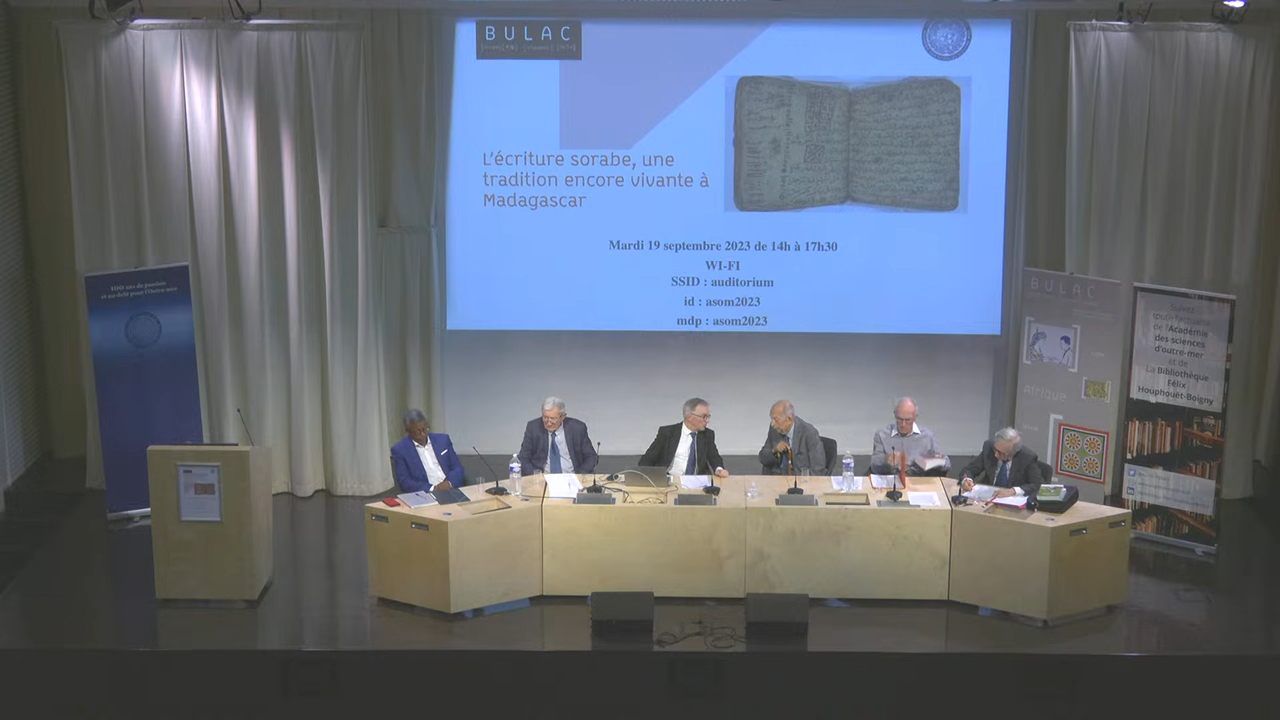 BULAC
L'écriture sorabe, une
tradition encore vivante à
Madagascar
Mardi 19 septembre 2023 de 14h à 17h30
WI-FI
SSID : auditorium
id : asom2023
mdp : asom2023
BULAC
afrique
Suivez
toute l'actualité
de l'Académie
des sciences
d'outre-mer
et de
La Bibliothèque
Félix
Houphouët-Boigny